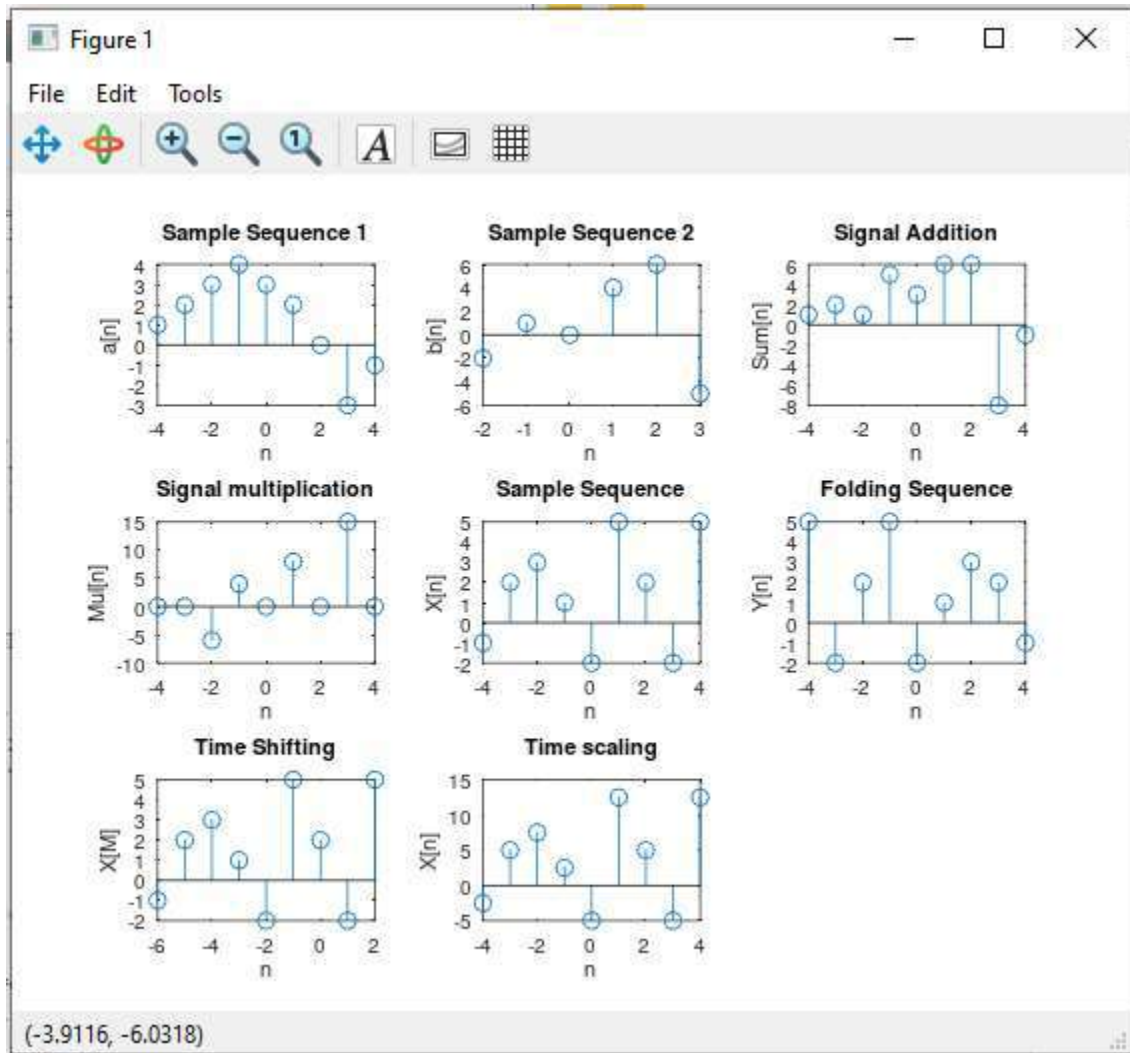 Figure 1
File Edit Tools
A
Sample Sequence 1
a[n]
4
3
2
1
0
-1
-2
-3
-4 -2 0 2 4
n
Sample Sequence 2
b[n]
6
4
2
0
-2
-4
-6
-2 -1 0 1 2 3
n
Signal Addition
Sum[n]
6
4
2
0
-2
-4
-6
-8
-4 -2 0 2 4
n
Signal multiplication
Mul[n]
15
10
5
0
-5
-10
-4 -2 0 2 4
n
Sample Sequence
X[n]
5
4
3
2
1
0
-1
-2
-4 -2 0 2 4
n
Folding Sequence
Y[n]
5
4
3
2
1
0
-1
-2
-4 -2 0 2 4
n
Time Shifting
X[M]
5
4
3
2
1
0
-1
-2
-6 -4 -2 0 2
n
Time scaling
X[n]
15
10
5
0
-5
-4 -2 0 2 4
n
(-3.9116, -6.0318)